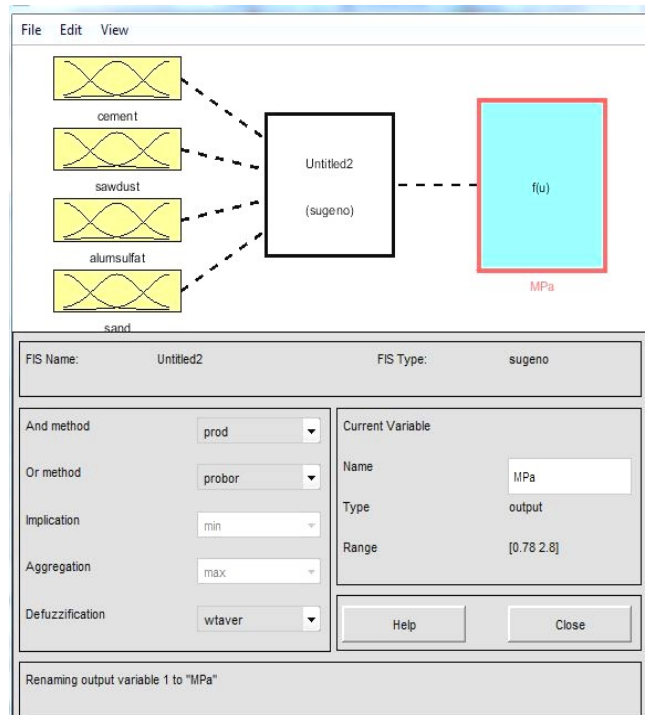 File Edit View
cement
sawdust
alumsulfat
sand
Untitled2
(sugeno)
f(u)
MPa
FIS Name: Untitled2 FIS Type: sugeno
And method prod
Or method probor
Implication min
Aggregation max
Defuzzification wtaver
Current Variable
Name MPa
Type output
Range [0.78 2.8]
Help Close
Renaming output variable 1 to "MPa"